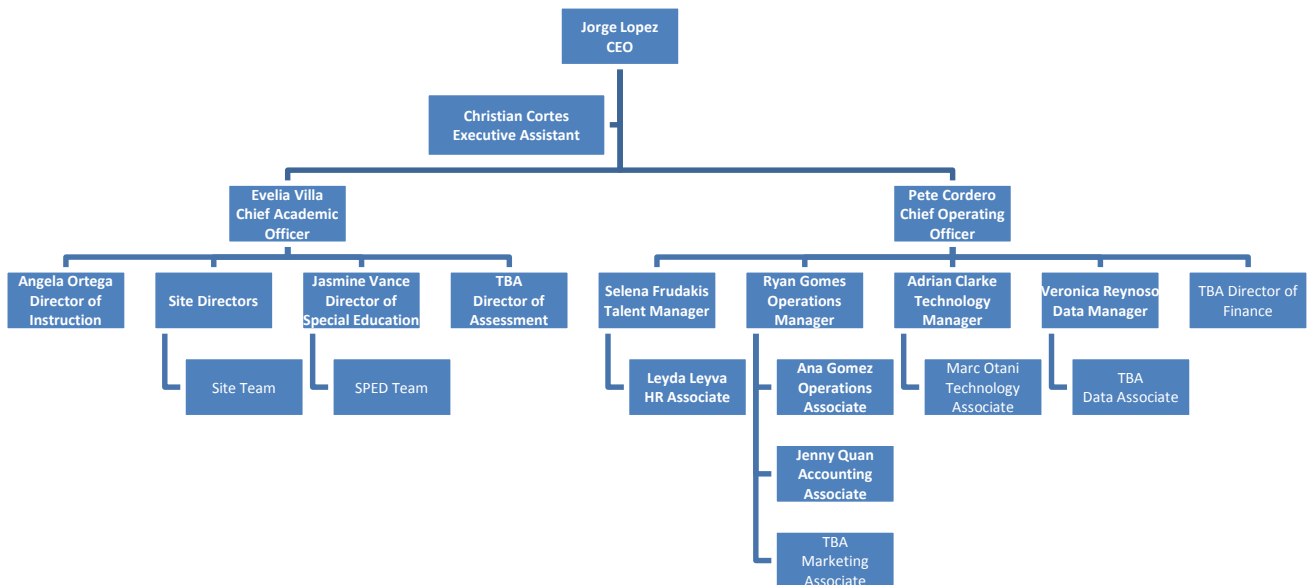 Jorge Lopez
CEO
Christian Cortes
Executive Assistant
Evelia Villa
Chief Academic
Officer
Pete Cordero
Chief Operating
Officer
Angela Ortega
Director of
Instruction
Site Directors
Jasmine Vance
Director of
Special Education
TBA
Director of
Assessment
Selena Frudakis
Talent Manager
Ryan Gomes
Operations
Manager
Adrian Clarke
Technology
Manager
Veronica Reynoso
Data Manager
TBA Director of
Finance
Site Team
SPED Team
Leyda Leyva
HR Associate
Ana Gomez
Operations
Associate
Marc Otani
Technology
Associate
TBA
Data Associate
Jenny Quan
Accounting
Associate
TBA
Marketing
Associate